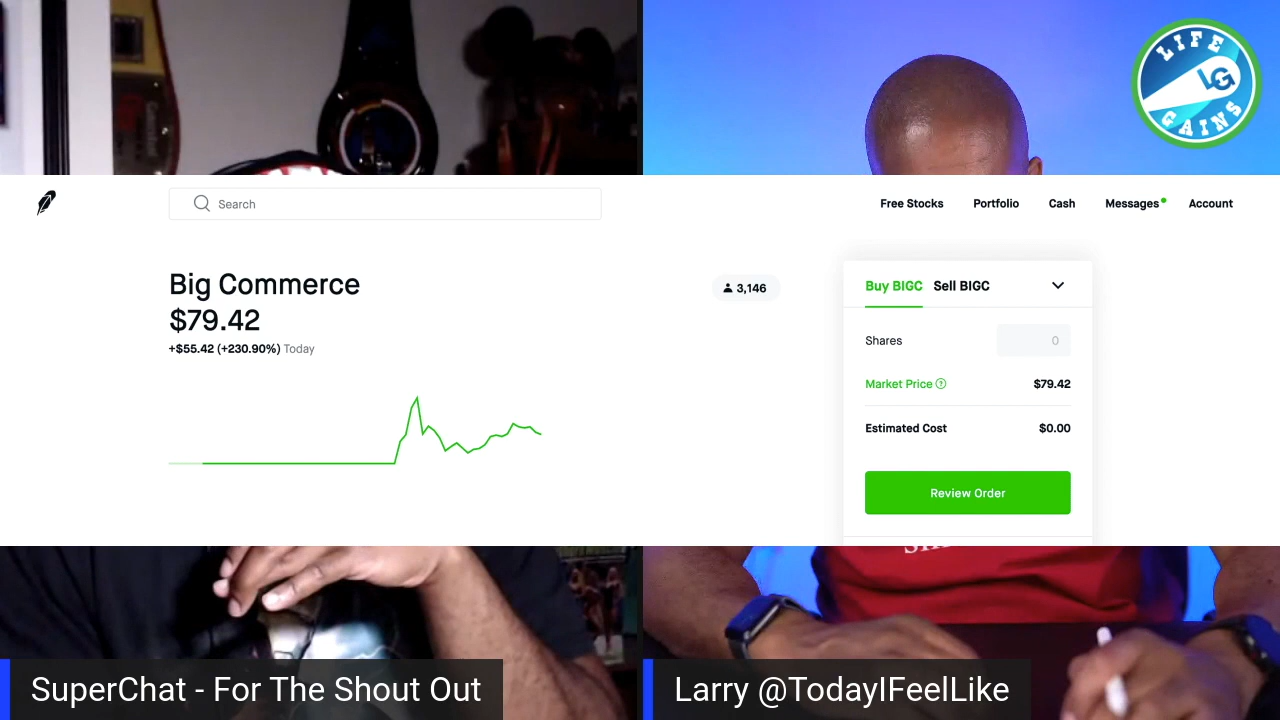 LIFE
LG
GAINS
Search
Free Stocks
Portfolio
Cash
Messages
Account
Big Commerce
$79.42
+$55.42 (+230.90%) Today
3,146
Buy BIGC
Sell BIGC
Shares
0
Market Price ?
$79.42
Estimated Cost
$0.00
Review Order
SuperChat - For The Shout Out
Larry @TodayIFeelLike